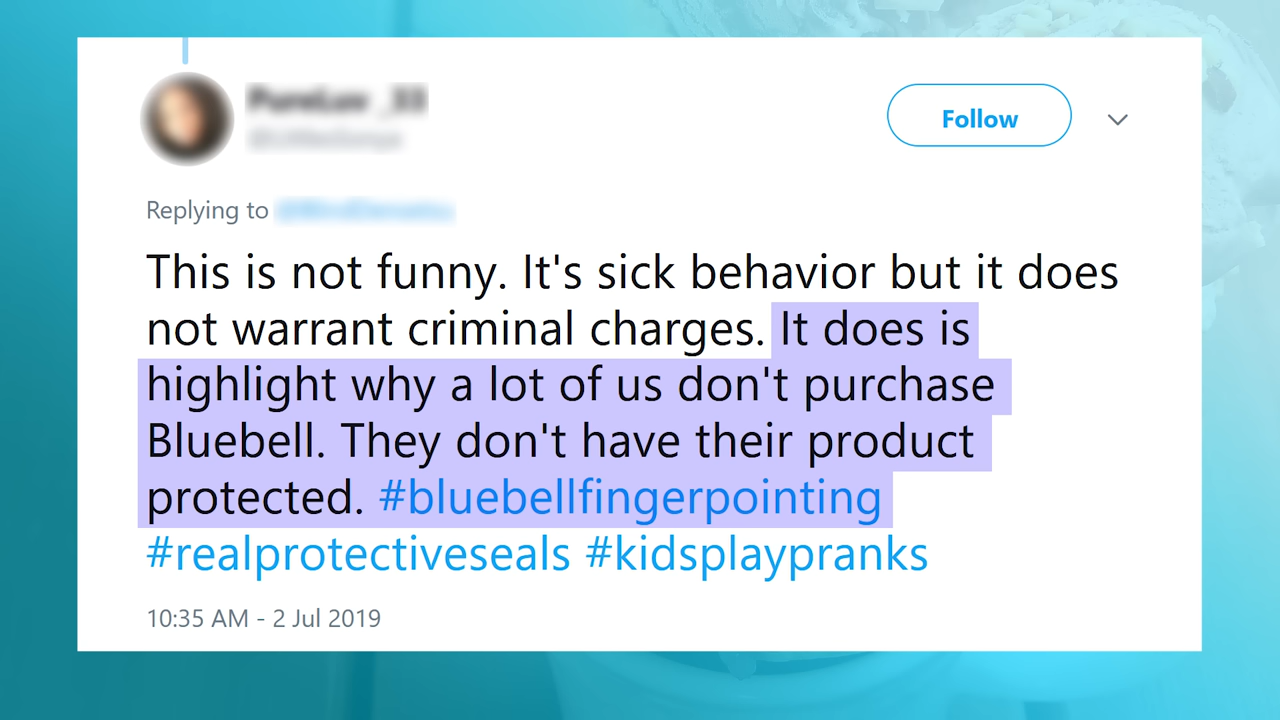 Follow
Replying to
This is not funny. It's sick behavior but it does
not warrant criminal charges. It does is
highlight why a lot of us don't purchase
Bluebell. They don't have their product
protected. #bluebellfingerpointing
#realprotectiveseals #kidsplaypranks
10:35 AM - 2 Jul 2019